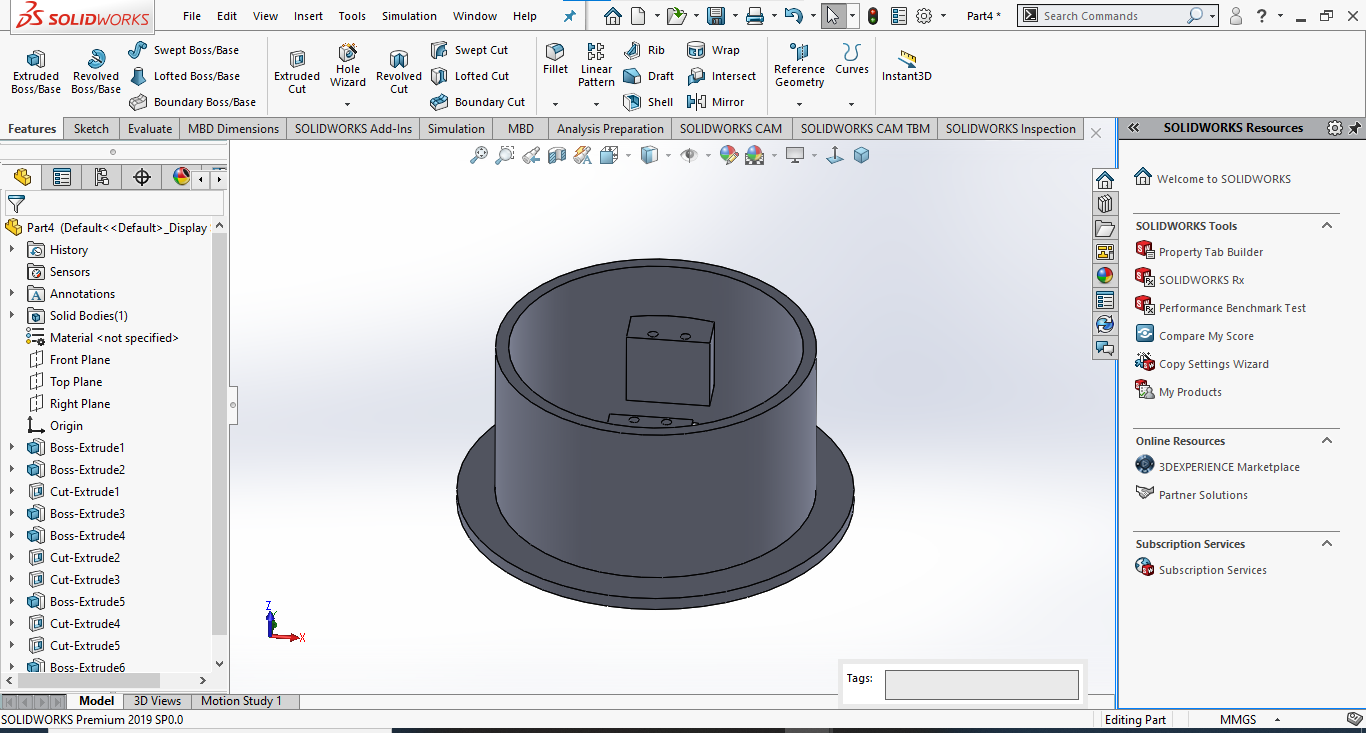 SOLIDWORKS
File Edit View Insert Tools Simulation Window Help
Part4 *
Search Commands
?
Extruded Boss/Base
Revolved Boss/Base
Swept Boss/Base
Lofted Boss/Base
Boundary Boss/Base
Extruded Cut
Hole Wizard
Revolved Cut
Swept Cut
Lofted Cut
Boundary Cut
Fillet
Linear Pattern
Rib
Draft
Shell
Wrap
Intersect
Mirror
Reference Geometry
Curves
Instant3D
Features Sketch Evaluate MBD Dimensions SOLIDWORKS Add-Ins Simulation MBD Analysis Preparation SOLIDWORKS CAM SOLIDWORKS CAM TBM SOLIDWORKS Inspection
Part4 (Default<<Default>_Display
History
Sensors
Annotations
Solid Bodies(1)
Material <not specified>
Front Plane
Top Plane
Right Plane
Origin
Boss-Extrude1
Boss-Extrude2
Cut-Extrude1
Boss-Extrude3
Boss-Extrude4
Cut-Extrude2
Cut-Extrude3
Boss-Extrude5
Cut-Extrude4
Cut-Extrude5
Boss-Extrude6
Z
X
Tags:
SOLIDWORKS Resources
Welcome to SOLIDWORKS
SOLIDWORKS Tools
Property Tab Builder
SOLIDWORKS Rx
Performance Benchmark Test
Compare My Score
Copy Settings Wizard
My Products
Online Resources
3DEXPERIENCE Marketplace
Partner Solutions
Subscription Services
Subscription Services
Model 3D Views Motion Study 1
SOLIDWORKS Premium 2019 SP0.0
Editing Part
MMGS